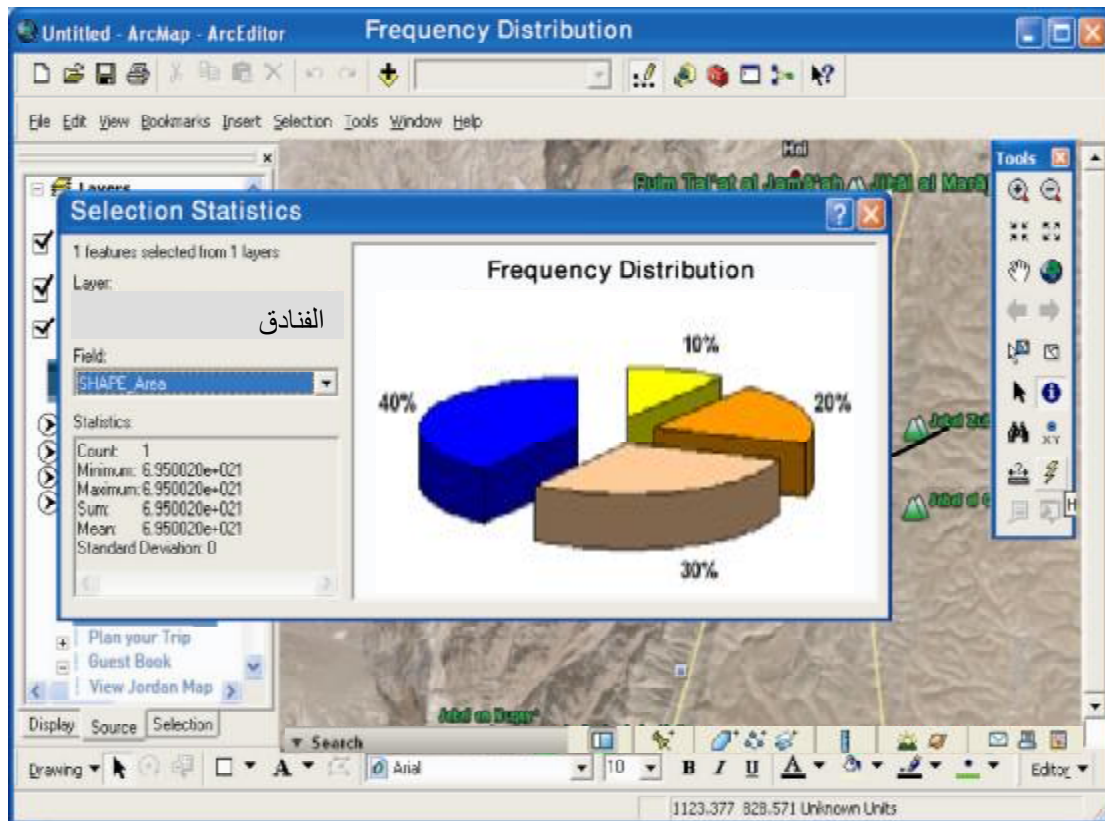 Untitled - ArcMap - ArcEditor
Frequency Distribution
File Edit View Bookmarks Insert Selection Tools Window Help
Layers
Tools
Selection Statistics
1 features selected from 1 layers
Layer:
الفنادق
Field:
SHAPE_Area
Statistics:
Count: 1
Minimum: 6.950020e+021
Maximum: 6.950020e+021
Sum: 6.950020e+021
Mean: 6.950020e+021
Standard Deviation: 0
Frequency Distribution
10%
20%
30%
40%
XY
H
Plan your Trip
Guest Book
View Jordan Map
Display Source Selection
Search
Drawing
A
Arial
10
B I U A
Editor
1123.377 828.571 Unknown Units